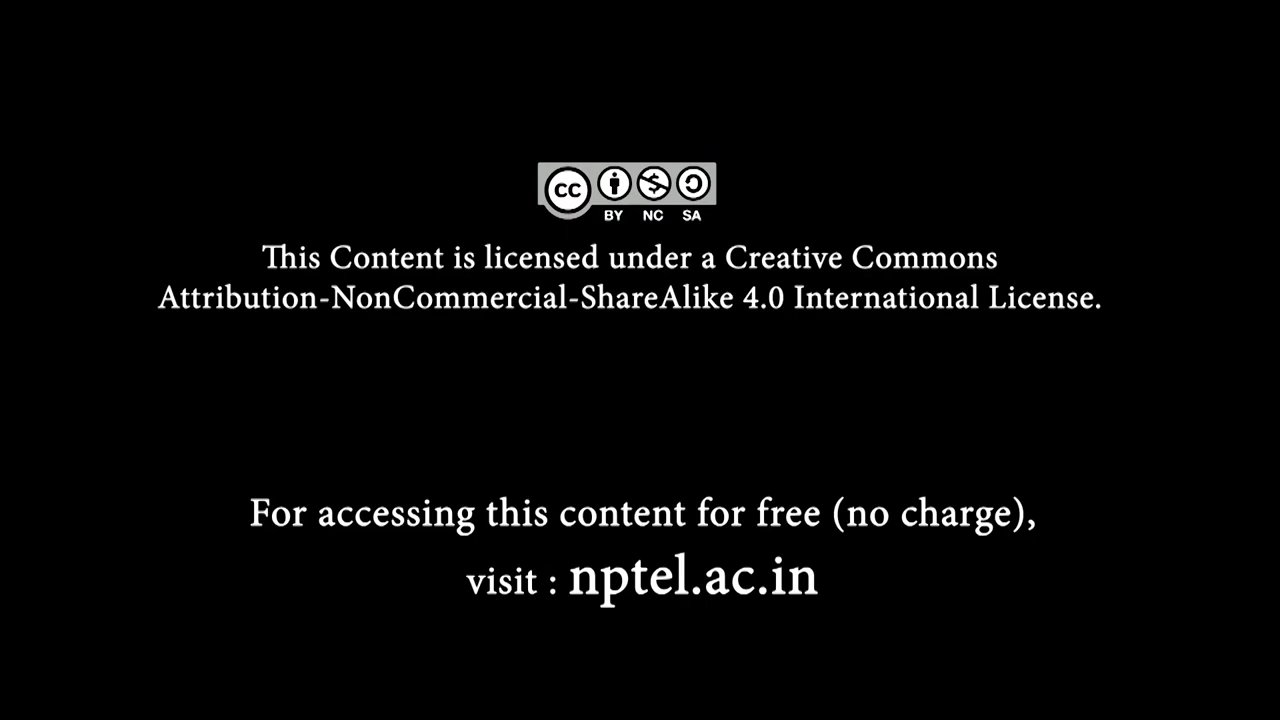 cc
BY NC SA
This Content is licensed under a Creative Commons
Attribution-NonCommercial-ShareAlike 4.0 International License.
For accessing this content for free (no charge),
visit : nptel.ac.in